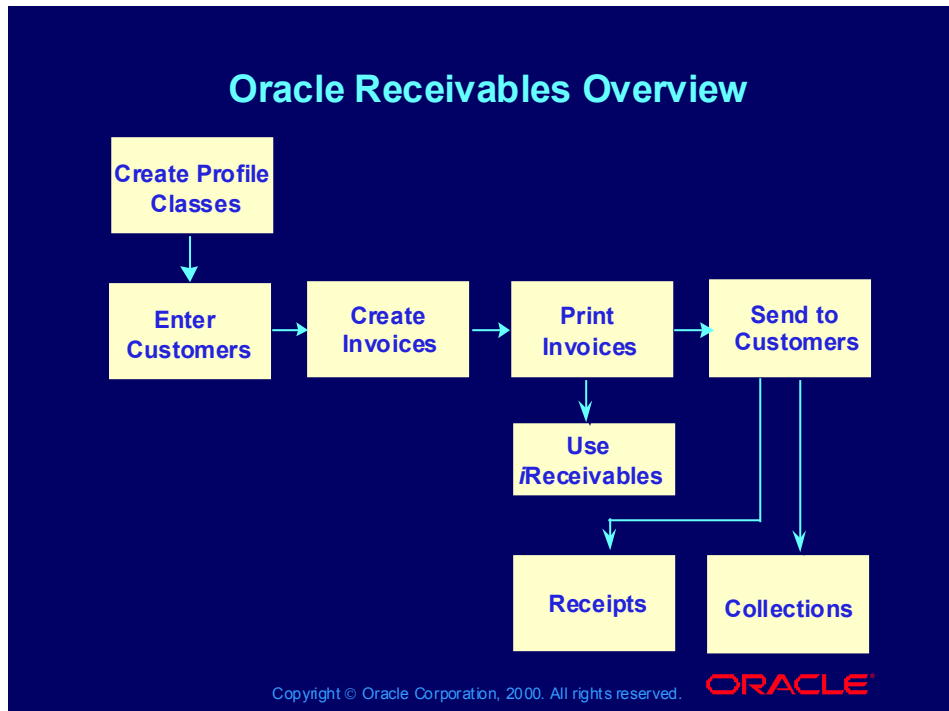 Oracle Receivables Overview
Create Profile
Classes
Enter
Customers
Create
Invoices
Print
Invoices
Send to
Customers
Use
iReceivables
Receipts
Collections
Copyright © Oracle Corporation, 2000. All rights reserved.
ORACLE®